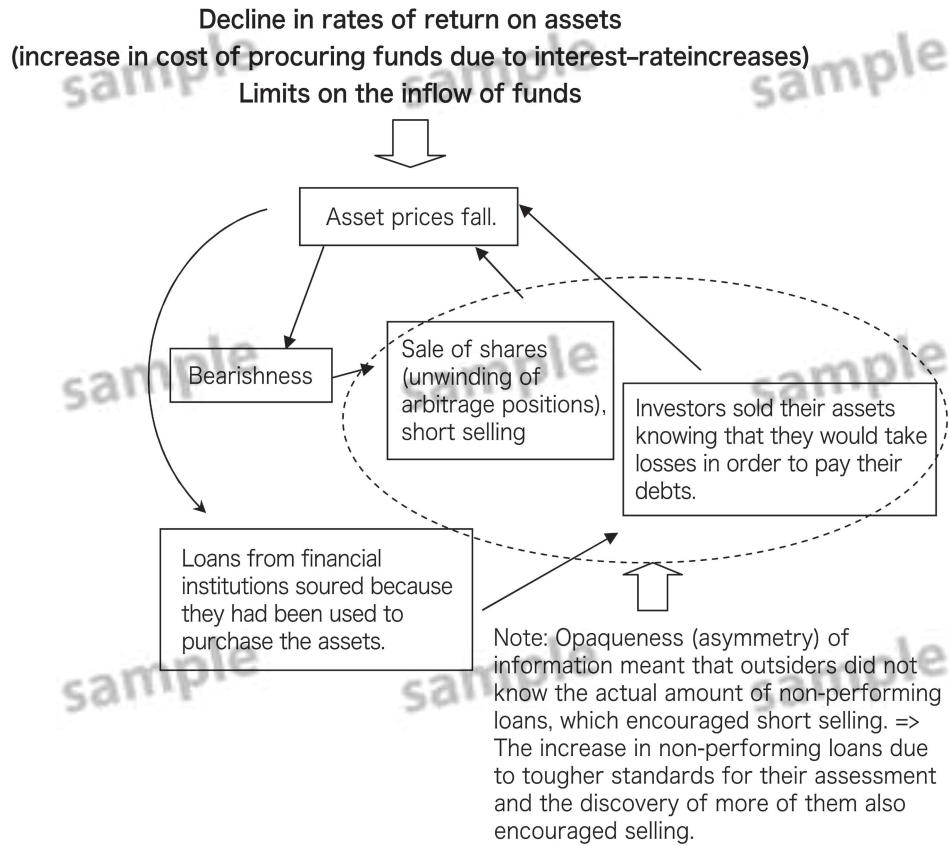 Decline in rates of return on assets
(increase in cost of procuring funds due to interest–rateincreases)
Limits on the inflow of funds
Asset prices fall.
Bearishness
Sale of shares
(unwinding of
arbitrage positions),
short selling
Investors sold their assets
knowing that they would take
losses in order to pay their
debts.
Loans from financial
institutions soured because
they had been used to
purchase the assets.
Note: Opaqueness (asymmetry) of
information meant that outsiders did not
know the actual amount of non-performing
loans, which encouraged short selling. =>
The increase in non-performing loans due
to tougher standards for their assessment
and the discovery of more of them also
encouraged selling.
sample
sample
sample
sample
sample
sample
sample
sample
sample